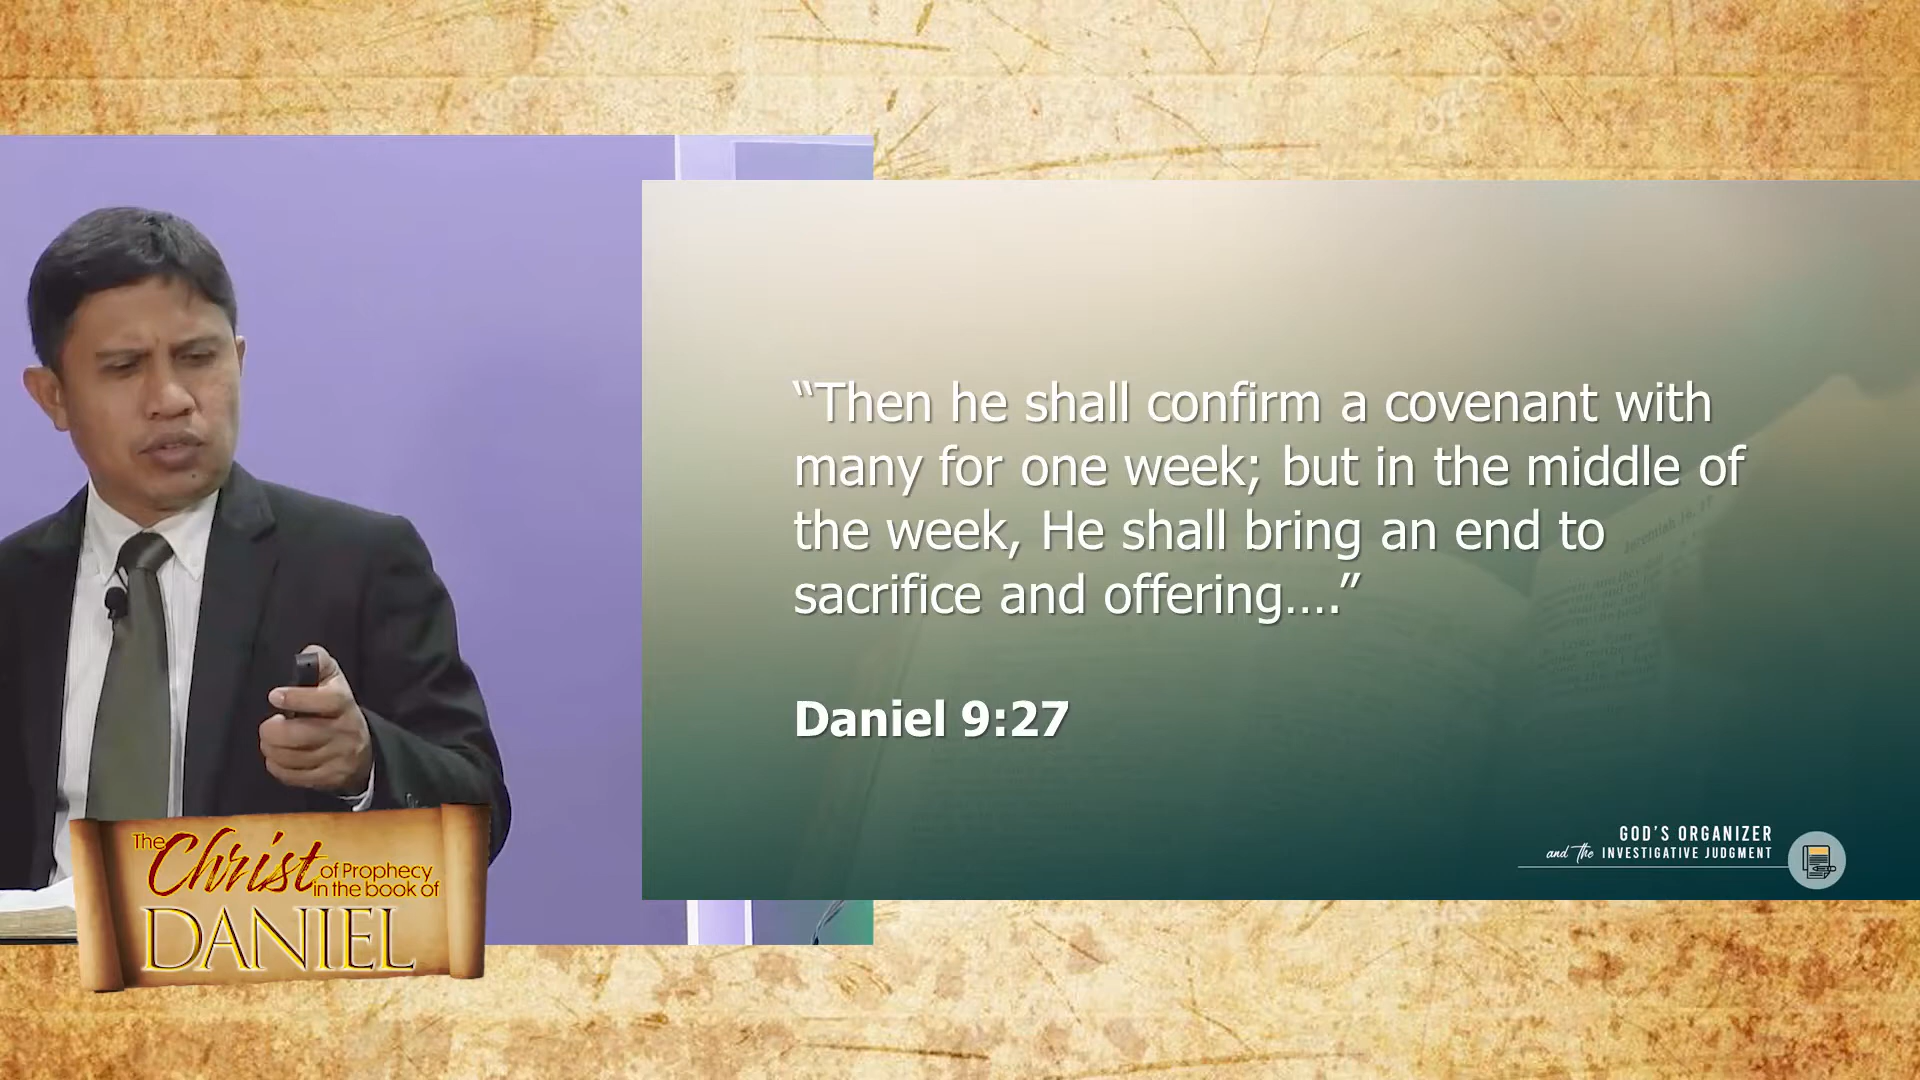 “Then he shall confirm a covenant with
many for one week; but in the middle of
the week, He shall bring an end to
sacrifice and offering….”
Daniel 9:27
GOD'S ORGANIZER
and the INVESTIGATIVE JUDGMENT
The Christ of Prophecy
in the book of
DANIEL